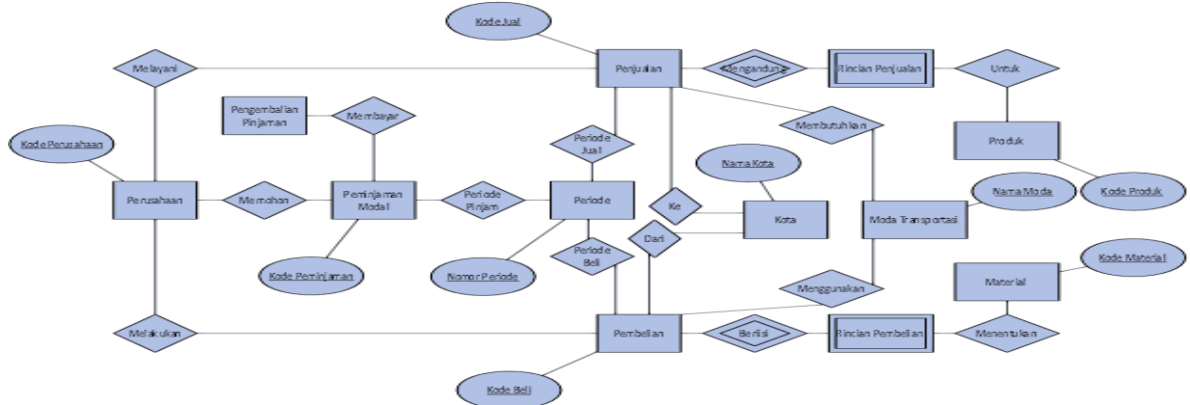 Kode Jual
Melayani
Penjualan
Mengandung
Rincian Penjualan
Untuk
Pengembalian
Pinjaman
Membayar
Membutuhkan
Kode Perusahaan
Periode
Jual
Produk
Nama Kota
Perusahaan
Memohon
Peminjaman
Modal
Periode
Pinjam
Periode
Ke
Kota
Moda Transportasi
Nama Moda
Kode Produk
Dari
Periode
Beli
Kode Peminjaman
Nomor Periode
Menggunakan
Material
Kode Material
Melakukan
Pembelian
Berisi
Rincian Pembelian
Menentukan
Kode Beli